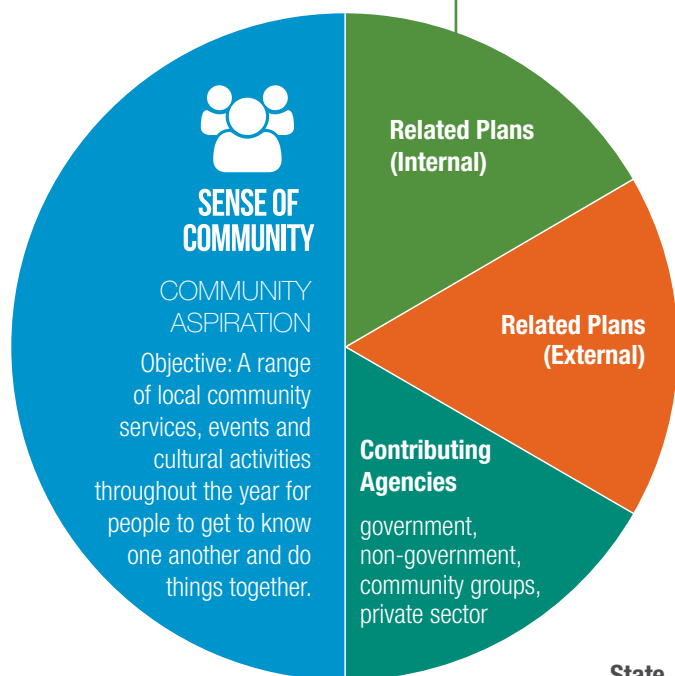 SENSE OF
COMMUNITY
COMMUNITY
ASPIRATION
Objective: A range
of local community
services, events and
cultural activities
throughout the year for
people to get to know
one another and do
things together.
Related Plans
(Internal)
Related Plans
(External)
Contributing
Agencies
government,
non-government,
community groups,
private sector
State